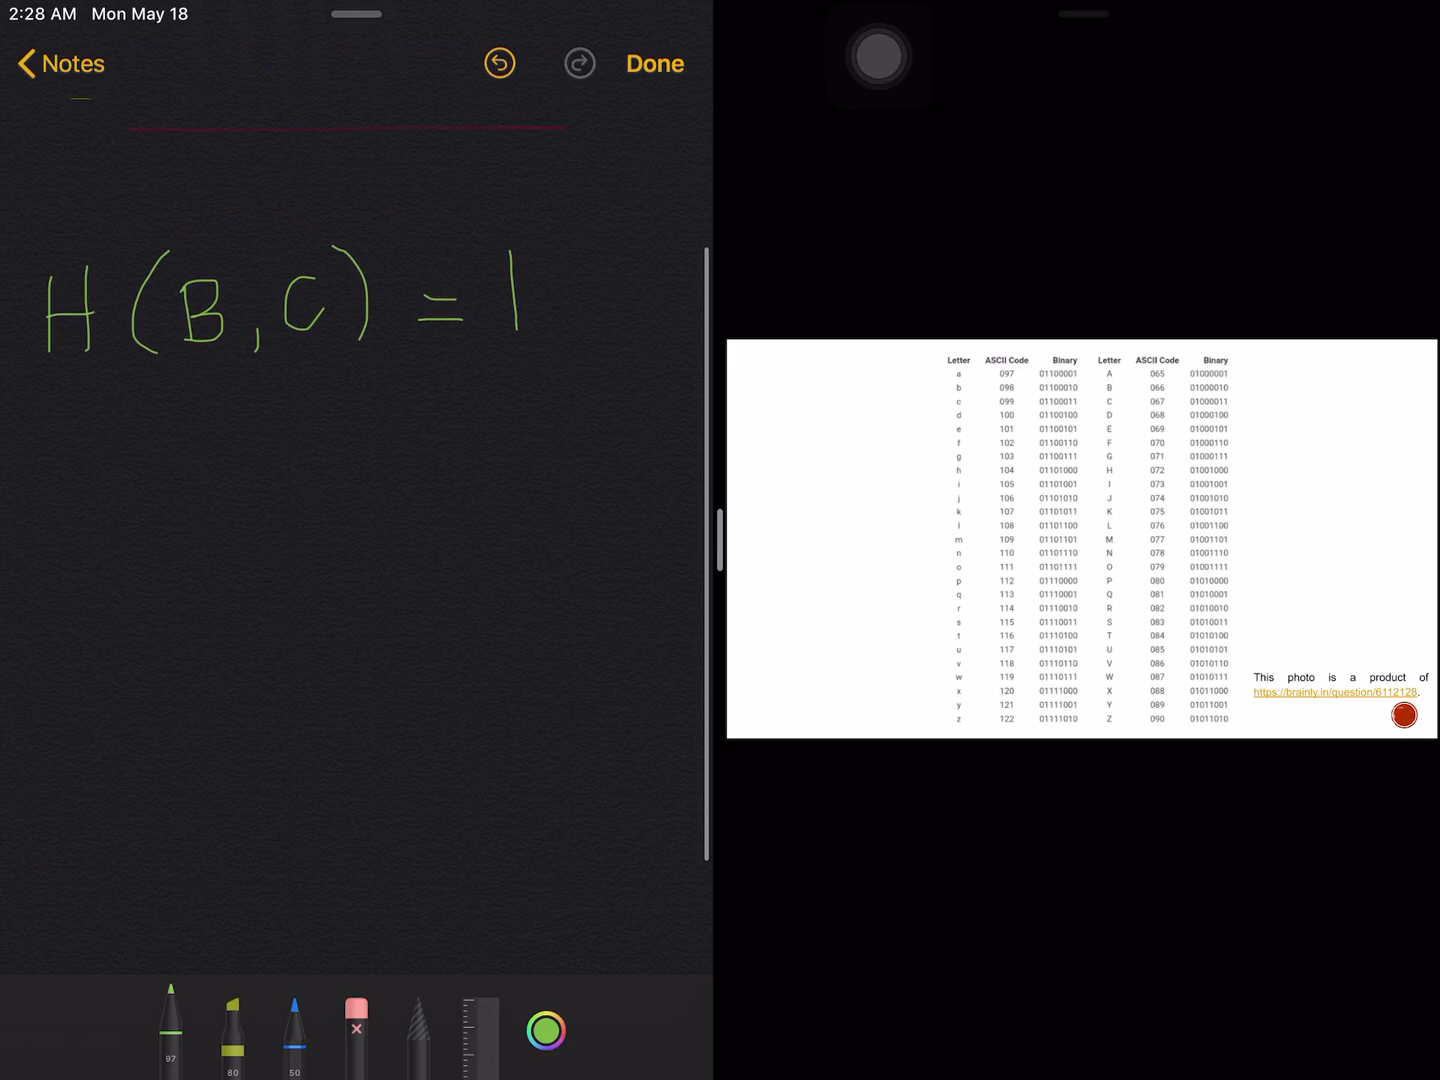 2:28 AM Mon May 18
Notes
Done
H (B, C) = 1
97
80
50
Letter ASCII Code Binary Letter ASCII Code Binary
a 097 01100001 A 065 01000001
b 098 01100010 B 066 01000010
c 099 01100011 C 067 01000011
d 100 01100100 D 068 01000100
e 101 01100101 E 069 01000101
f 102 01100110 F 070 01000110
g 103 01100111 G 071 01000111
h 104 01101000 H 072 01001000
i 105 01101001 I 073 01001001
j 106 01101010 J 074 01001010
k 107 01101011 K 075 01001011
l 108 01101100 L 076 01001100
m 109 01101101 M 077 01001101
n 110 01101110 N 078 01001110
o 111 01101111 O 079 01001111
p 112 01110000 P 080 01010000
q 113 01110001 Q 081 01010001
r 114 01110010 R 082 01010010
s 115 01110011 S 083 01010011
t 116 01110100 T 084 01010100
u 117 01110101 U 085 01010101
v 118 01110110 V 086 01010110
w 119 01110111 W 087 01010111
x 120 01111000 X 088 01011000
y 121 01111001 Y 089 01011001
z 122 01111010 Z 090 01011010
This photo is a product of
https://brainly.in/question/6112128.